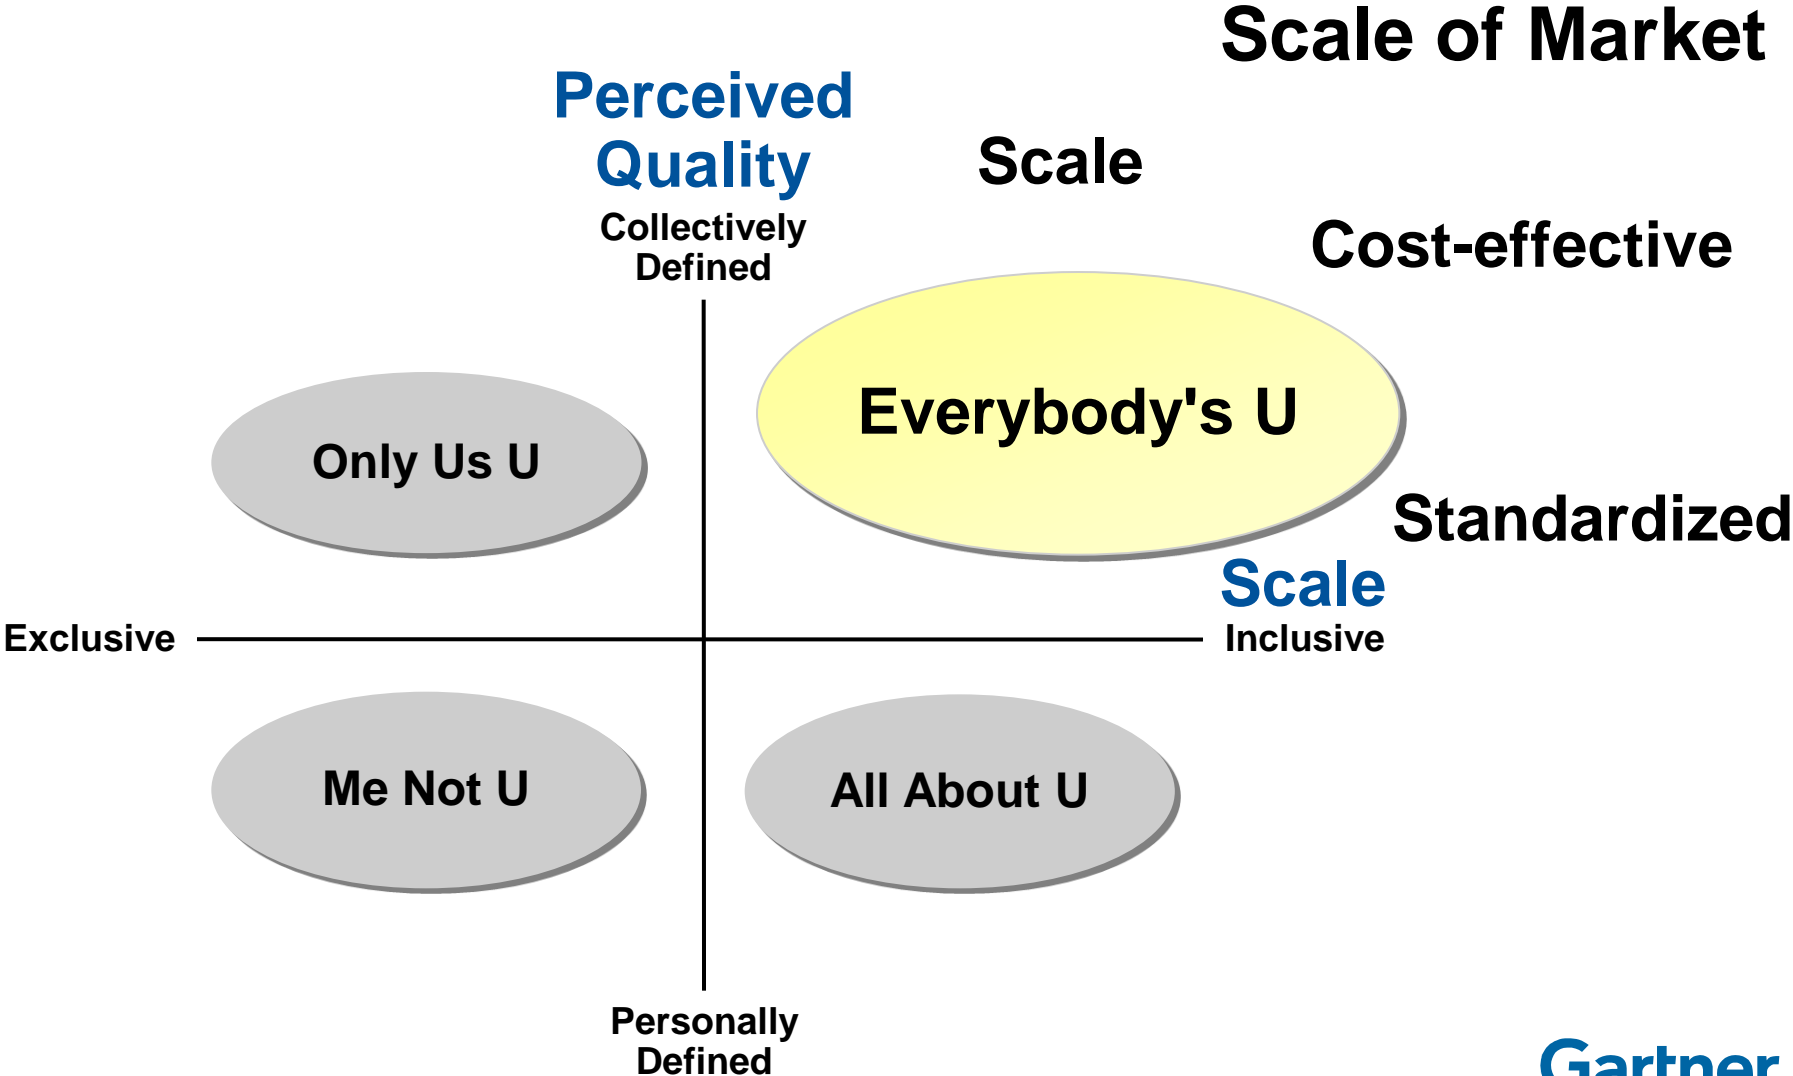 Scale of Market
Perceived
Quality
Scale
Collectively
Defined
Cost-effective
Everybody's U
Only Us U
Standardized
Scale
Exclusive
Inclusive
Me Not U
All About U
Personally
Defined
Gartner